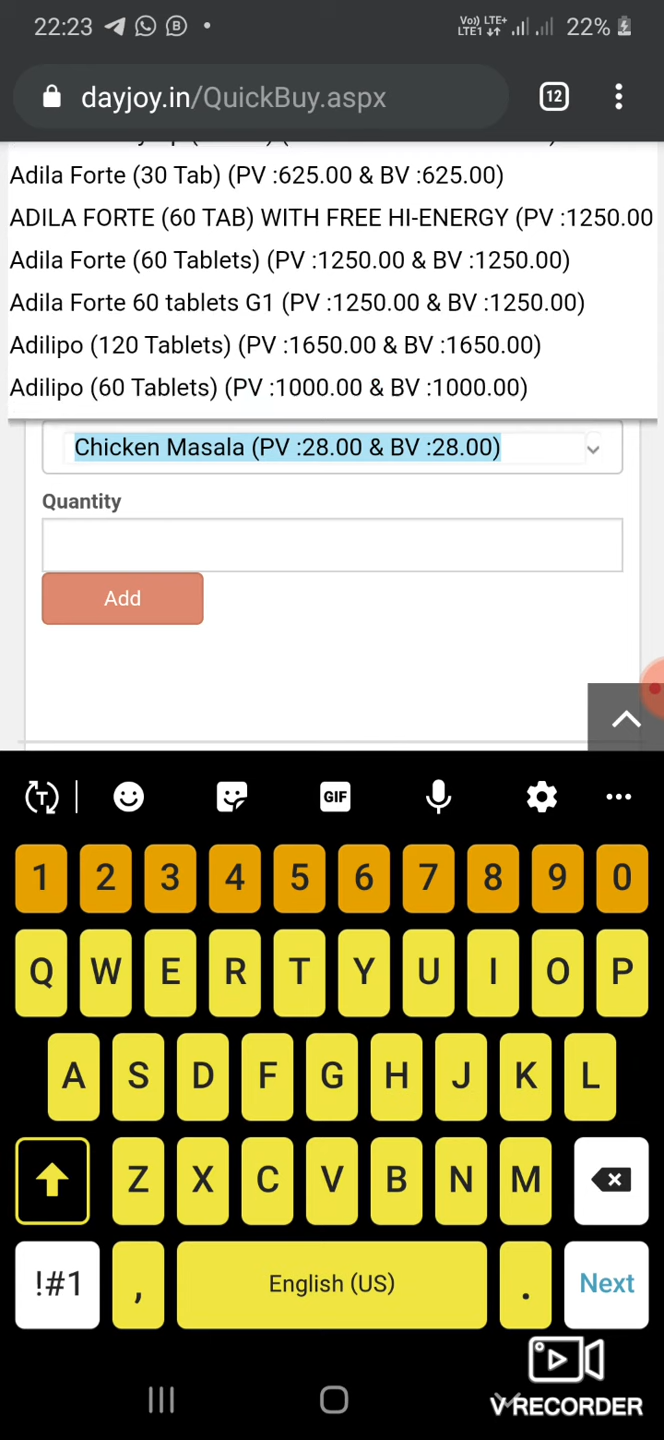 22:23
Vo)) LTE+
LTE1
22%
dayjoy.in/QuickBuy.aspx
12
Adila Forte (30 Tab) (PV :625.00 & BV :625.00)
ADILA FORTE (60 TAB) WITH FREE HI-ENERGY (PV :1250.00
Adila Forte (60 Tablets) (PV :1250.00 & BV :1250.00)
Adila Forte 60 tablets G1 (PV :1250.00 & BV :1250.00)
Adilipo (120 Tablets) (PV :1650.00 & BV :1650.00)
Adilipo (60 Tablets) (PV :1000.00 & BV :1000.00)
Chicken Masala (PV :28.00 & BV :28.00)
Quantity
Add
T GIF
1 2 3 4 5 6 7 8 9 0
Q W E R T Y U I O P
A S D F G H J K L
Z X C V B N M
!#1 , English (US) . Next
V RECORDER